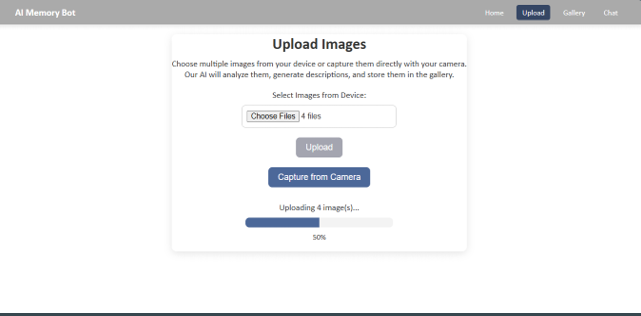 AI Memory Bot
Home Upload Gallery Chat
Upload Images
Choose multiple images from your device or capture them directly with your camera.
Our AI will analyze them, generate descriptions, and store them in the gallery.
Select Images from Device:
Choose Files 4 files
Upload
Capture from Camera
Uploading 4 image(s)...
50%